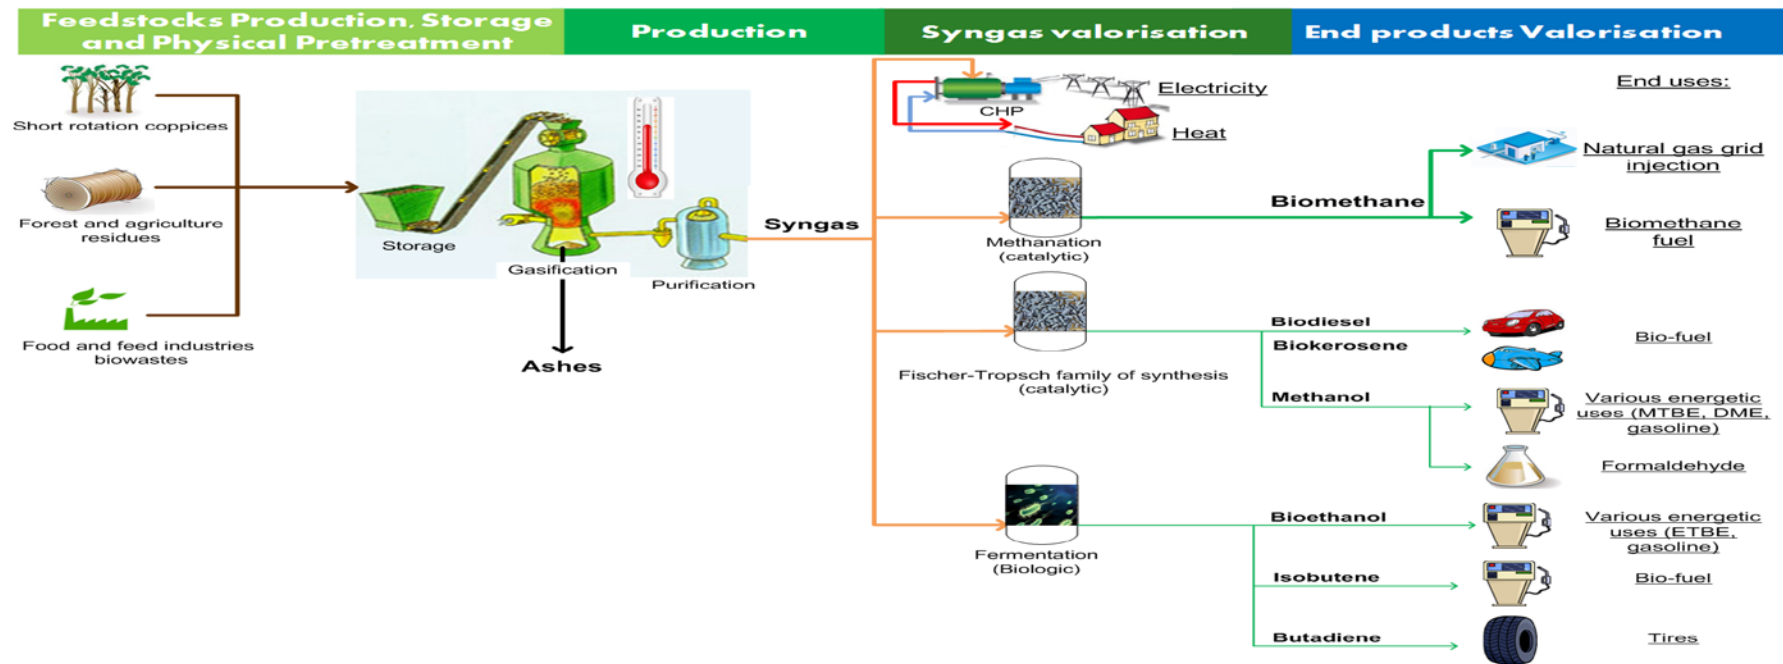 Feedstocks Production, Storage
and Physical Pretreatment
Production
Syngas valorisation
End products Valorisation
Short rotation coppices
Forest and agriculture
residues
Food and feed industries
biowastes
Storage
Gasification
Purification
Ashes
Syngas
CHP
Electricity
Heat
Methanation
(catalytic)
Fischer-Tropsch family of synthesis
(catalytic)
Fermentation
(Biologic)
Biomethane
Biodiesel
Biokerosene
Methanol
Bioethanol
Isobutene
Butadiene
End uses:
Natural gas grid
injection
Biomethane
fuel
Bio-fuel
Various energetic
uses (MTBE, DME,
gasoline)
Formaldehyde
Various energetic
uses (ETBE,
gasoline)
Bio-fuel
Tires